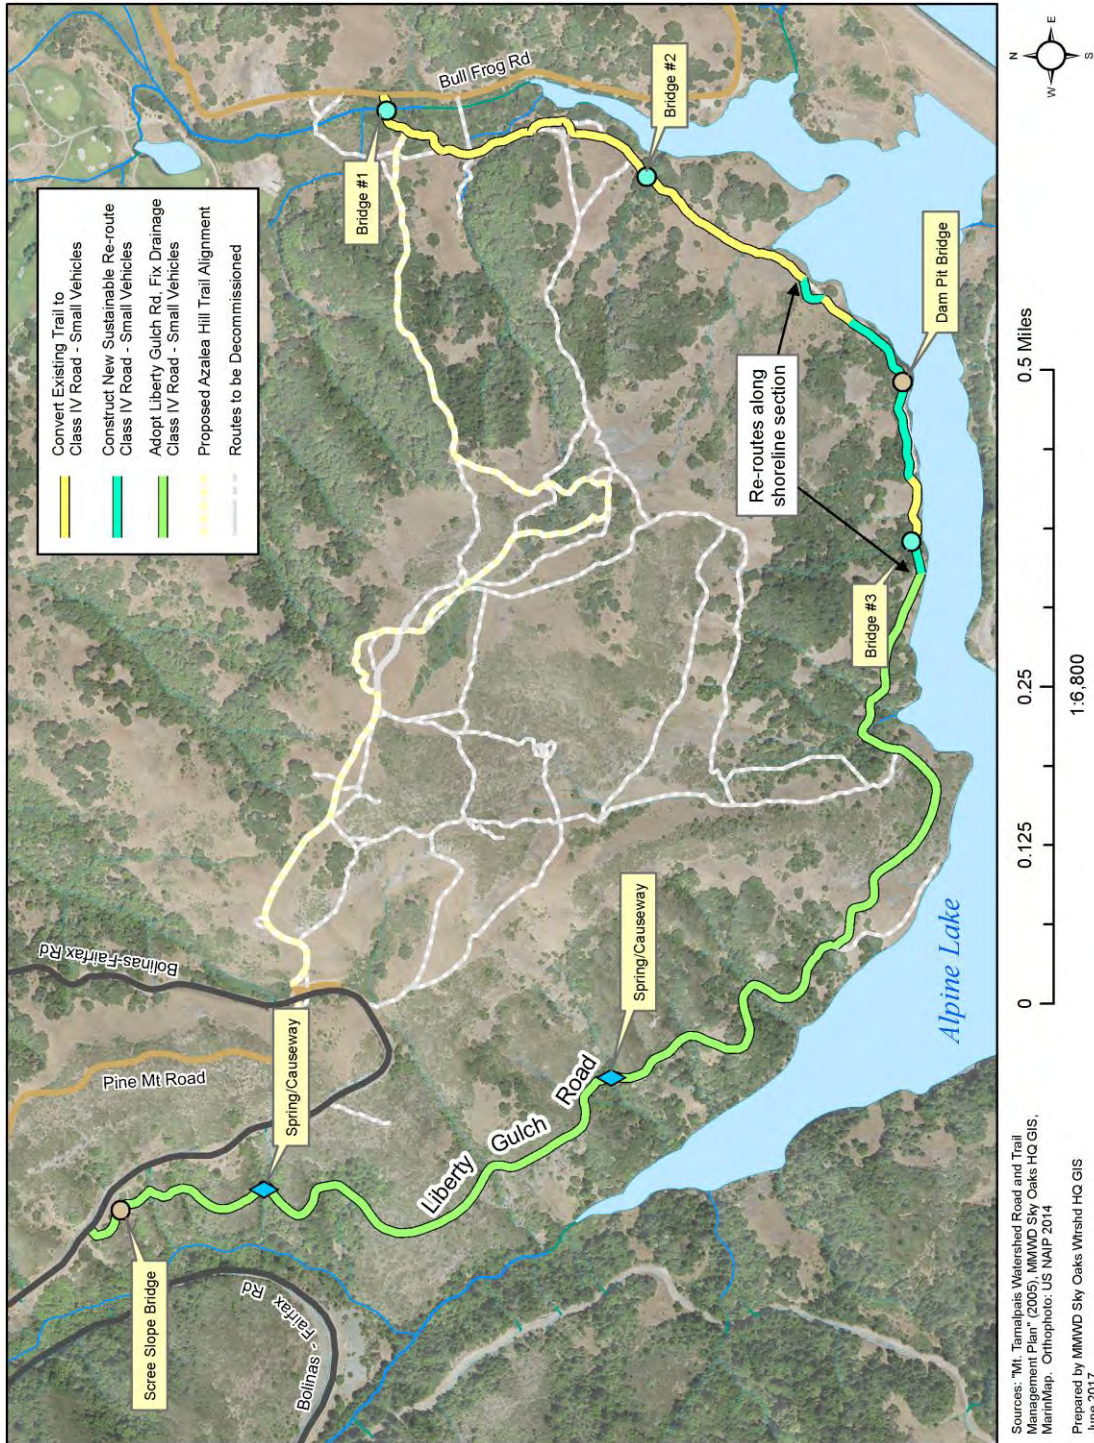 Convert Existing Trail to
Class IV Road - Small Vehicles
Construct New Sustainable Re-route
Class IV Road - Small Vehicles
Adopt Liberty Gulch Rd, Fix Drainage
Class IV Road - Small Vehicles
Proposed Azalea Hill Trail Alignment
Routes to be Decommissioned
Bull Frog Rd
Bridge #1
Bridge #2
Dam Pit Bridge
Re-routes along
shoreline section
Bridge #3
Bolinas-Fairfax Rd
Pine Mt Road
Spring/Causeway
Spring/Causeway
Liberty Gulch Road
Scree Slope Bridge
Bolinas - Fairfax
Rd
Alpine Lake
N
E
S
W
0
0.125
0.25
0.5 Miles
1:6,800
Sources: "Mt. Tamalpais Watershed Road and Trail
Management Plan" (2005), MMWD Sky Oaks HQ GIS,
MarinMap. Orthophoto: US NAIP 2014
Prepared by MMWD Sky Oaks Wtrshd HQ GIS
June 2017